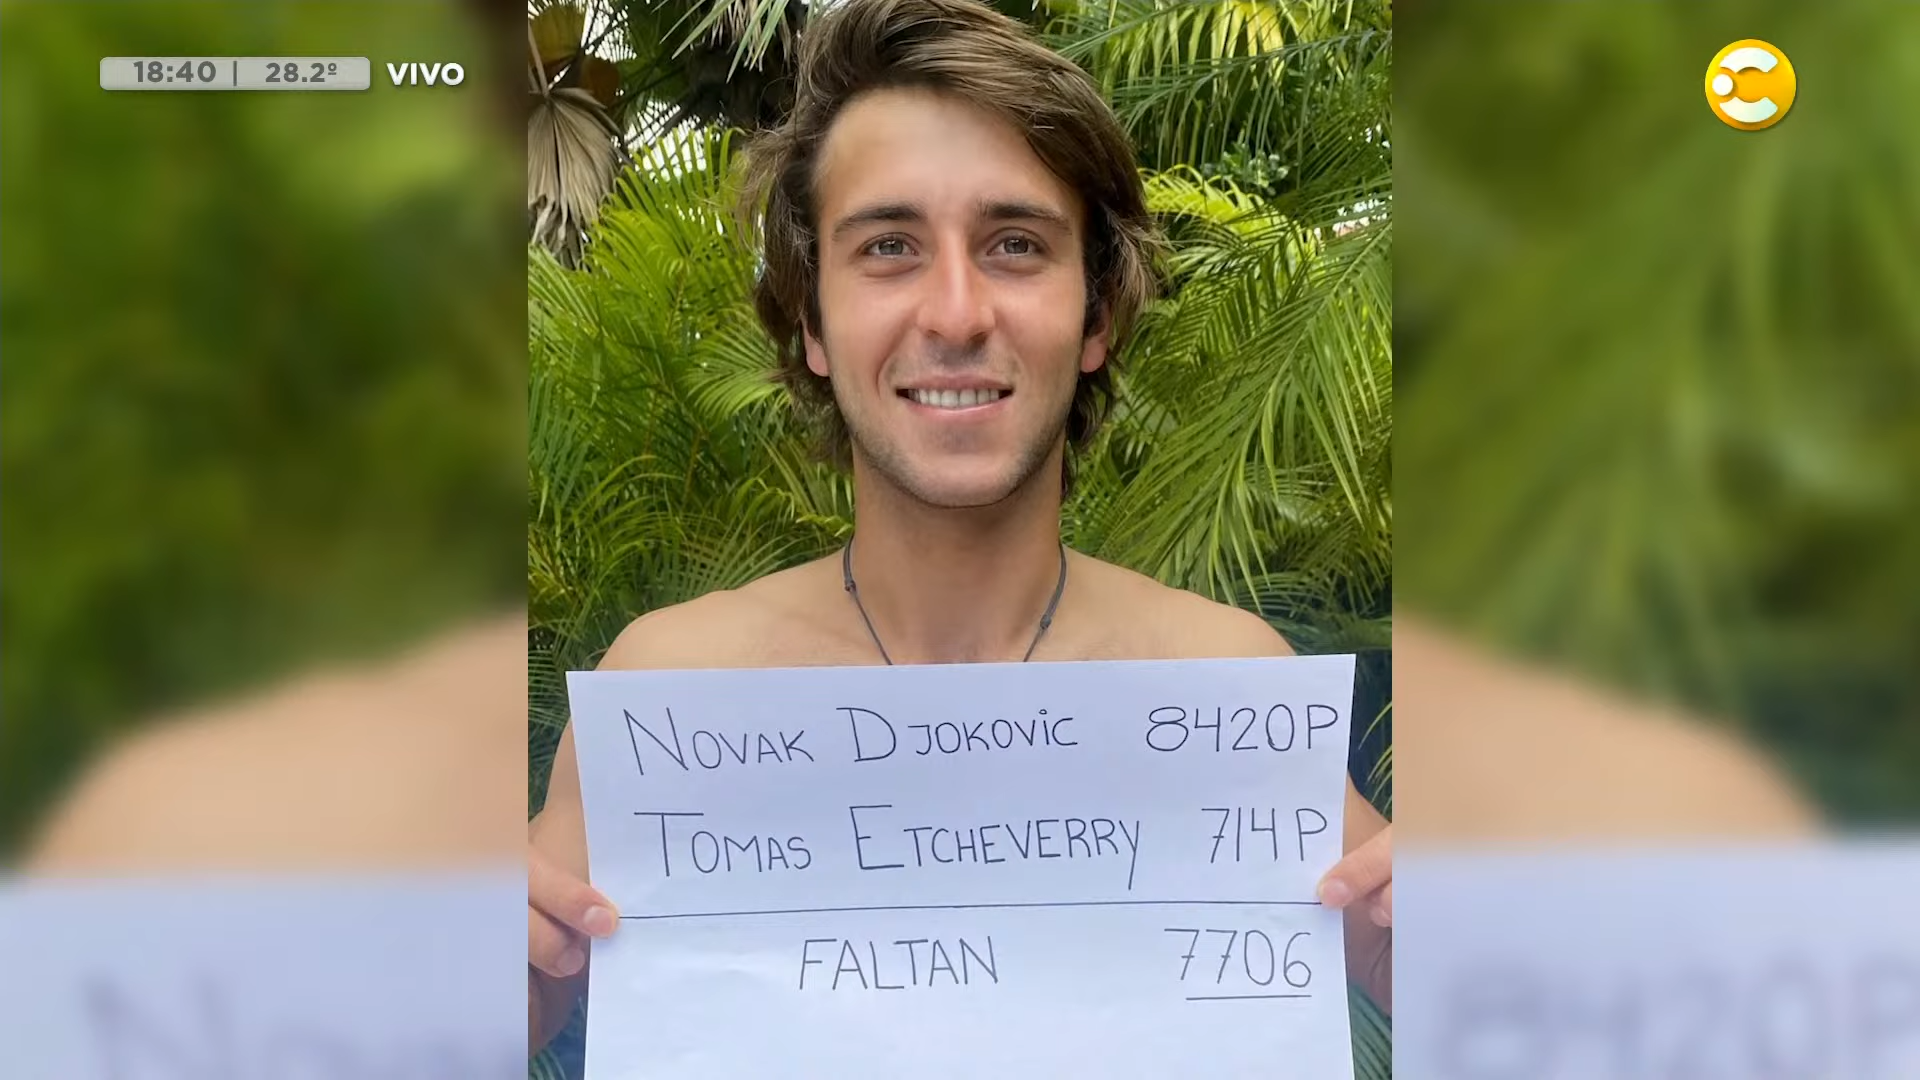 18:40 | 28.2º VIVO
NOVAK DJOKOVIC 8420P
TOMAS ETCHEVERRY 714P
FALTAN 7706